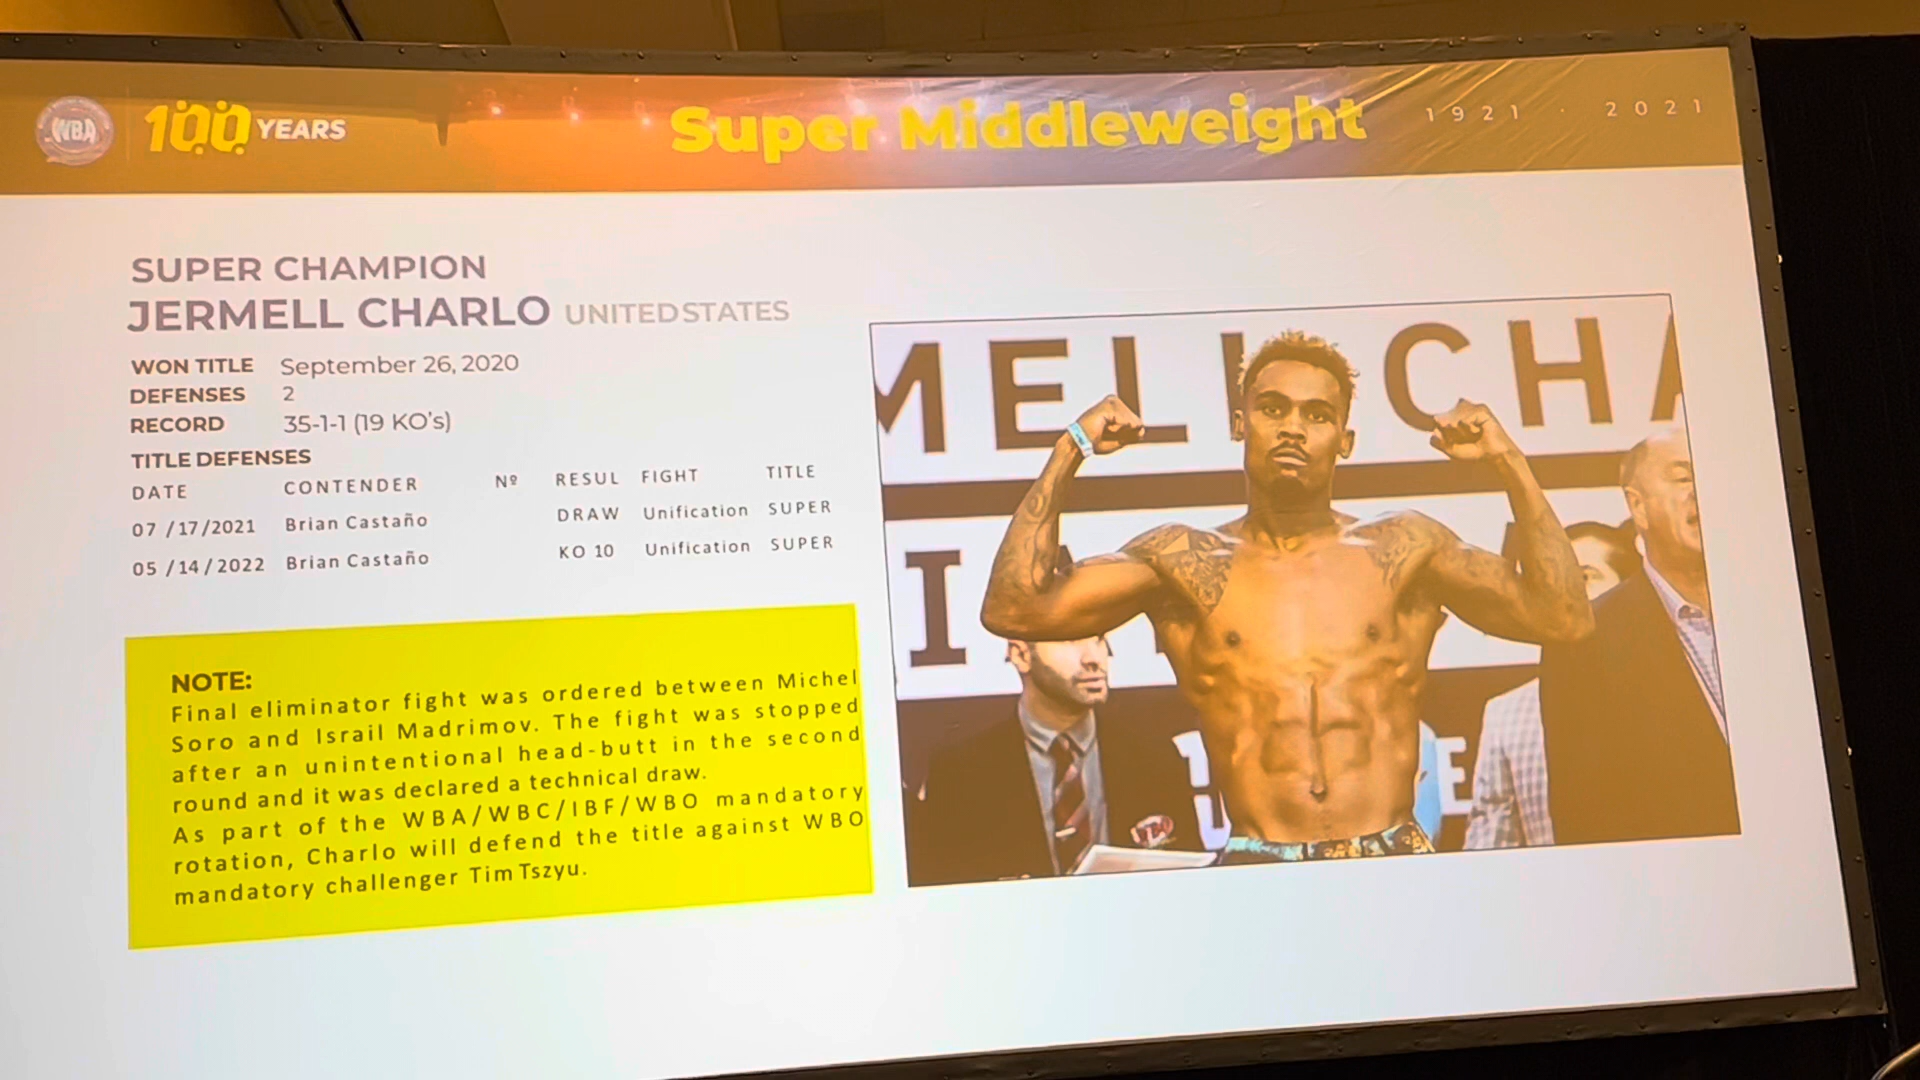 WBA
100 YEARS
Super Middleweight
1921 · 2021
SUPER CHAMPION
JERMELL CHARLO UNITED STATES
WON TITLE September 26, 2020
DEFENSES 2
RECORD 35-1-1 (19 KO's)
TITLE DEFENSES
DATE CONTENDER Nº RESUL FIGHT TITLE
07 /17/2021 Brian Castaño DRAW Unification SUPER
05 /14/2022 Brian Castaño KO 10 Unification SUPER
NOTE:
Final eliminator fight was ordered between Michel
Soro and Israil Madrimov. The fight was stopped
after an unintentional head-butt in the second
round and it was declared a technical draw.
As part of the WBA/WBC/IBF/WBO mandatory
rotation, Charlo will defend the title against WBO
mandatory challenger Tim Tszyu.
MELL CHA